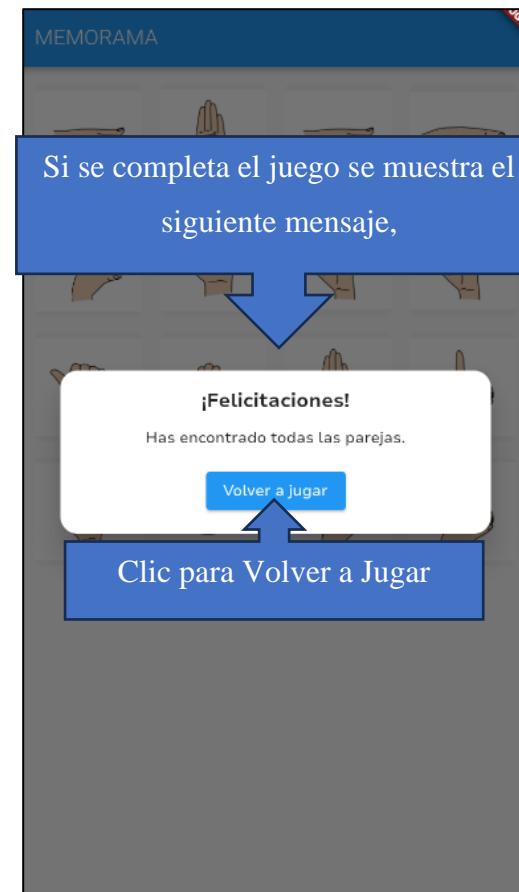 MEMORAMA
Si se completa el juego se muestra el
siguiente mensaje,
¡Felicitaciones!
Has encontrado todas las parejas.
Volver a jugar
Clic para Volver a Jugar